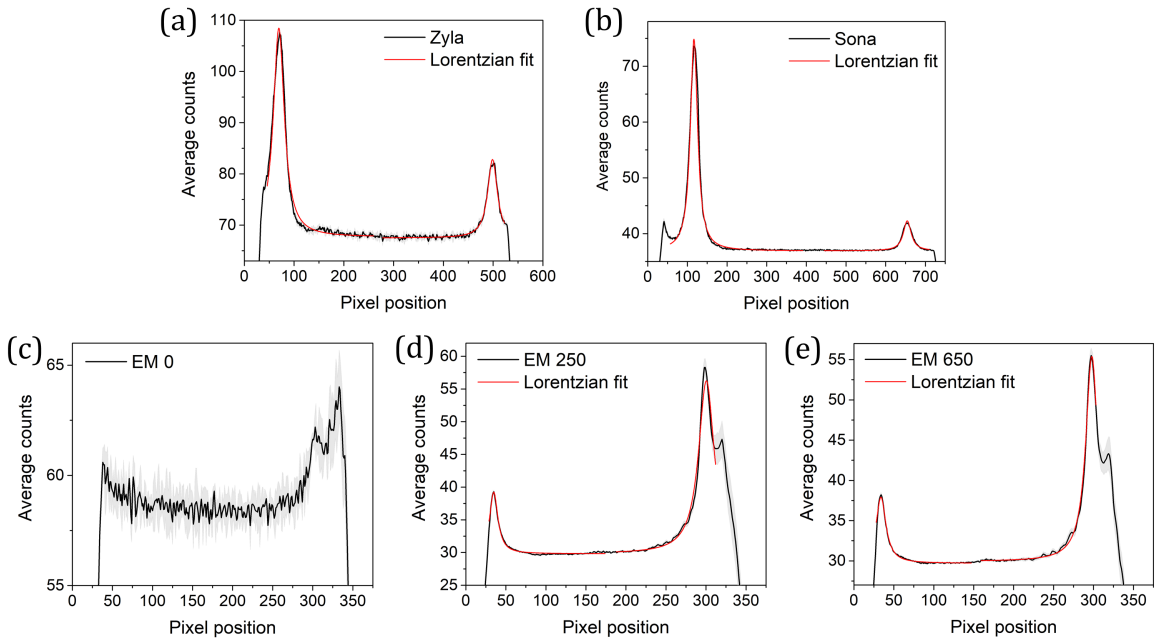 (a)
Zyla
Lorentzian fit
110
100
90
80
70
Average counts
0 100 200 300 400 500 600
Pixel position
(b)
Sona
Lorentzian fit
70
60
50
40
Average counts
0 100 200 300 400 500 600 700
Pixel position
(c)
EM 0
65
60
55
Average counts
0 50 100 150 200 250 300 350
Pixel position
(d)
EM 250
Lorentzian fit
60
55
50
45
40
35
30
25
Average counts
0 50 100 150 200 250 300 350
Pixel position
(e)
EM 650
Lorentzian fit
55
50
45
40
35
30
Average counts
0 50 100 150 200 250 300 350
Pixel position